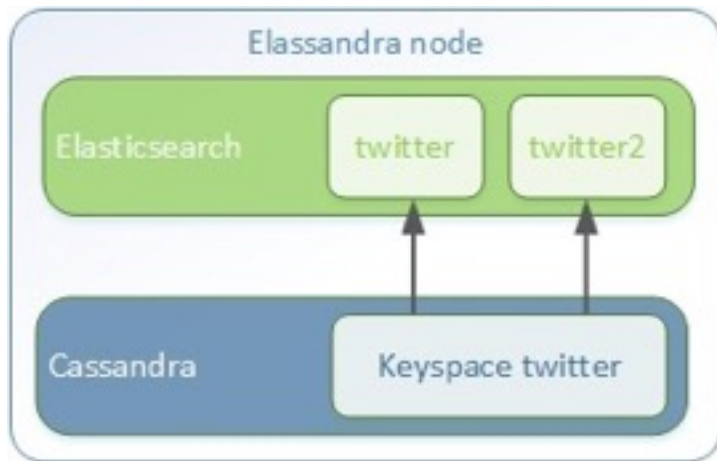 Elassandra node
Elasticsearch
twitter
twitter2
Cassandra
Keyspace twitter